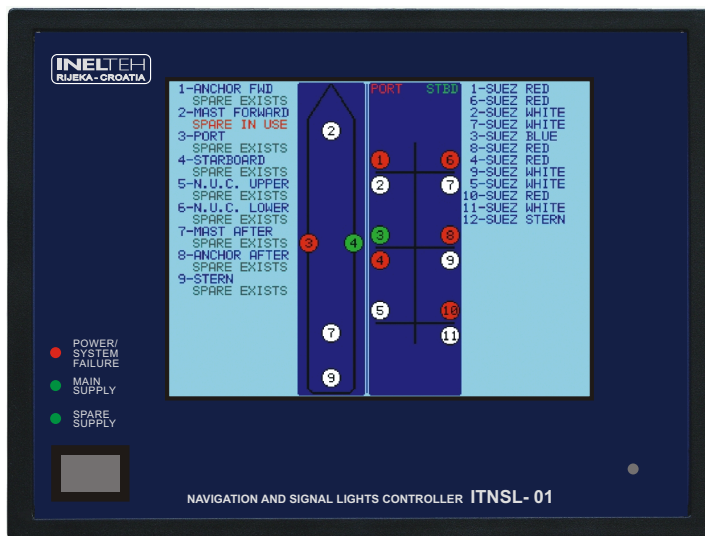 INELTEH
RIJEKA-CROATIA
1-ANCHOR FWD
SPARE EXISTS
2-MAST FORWARD
SPARE IN USE
3-PORT
SPARE EXISTS
4-STARBOARD
SPARE EXISTS
5-N.U.C. UPPER
SPARE EXISTS
6-N.U.C. LOWER
SPARE EXISTS
7-MAST AFTER
SPARE EXISTS
8-ANCHOR AFTER
SPARE EXISTS
9-STERN
SPARE EXISTS
2
3 4
7
9
PORT STBD
1 6
2 7
3 8
4 9
5 10
11
1-SUEZ RED
6-SUEZ RED
2-SUEZ WHITE
7-SUEZ WHITE
3-SUEZ BLUE
8-SUEZ RED
4-SUEZ RED
9-SUEZ WHITE
5-SUEZ WHITE
10-SUEZ RED
11-SUEZ WHITE
12-SUEZ STERN
POWER/
SYSTEM
FAILURE
MAIN
SUPPLY
SPARE
SUPPLY
NAVIGATION AND SIGNAL LIGHTS CONTROLLER ITNSL- 01